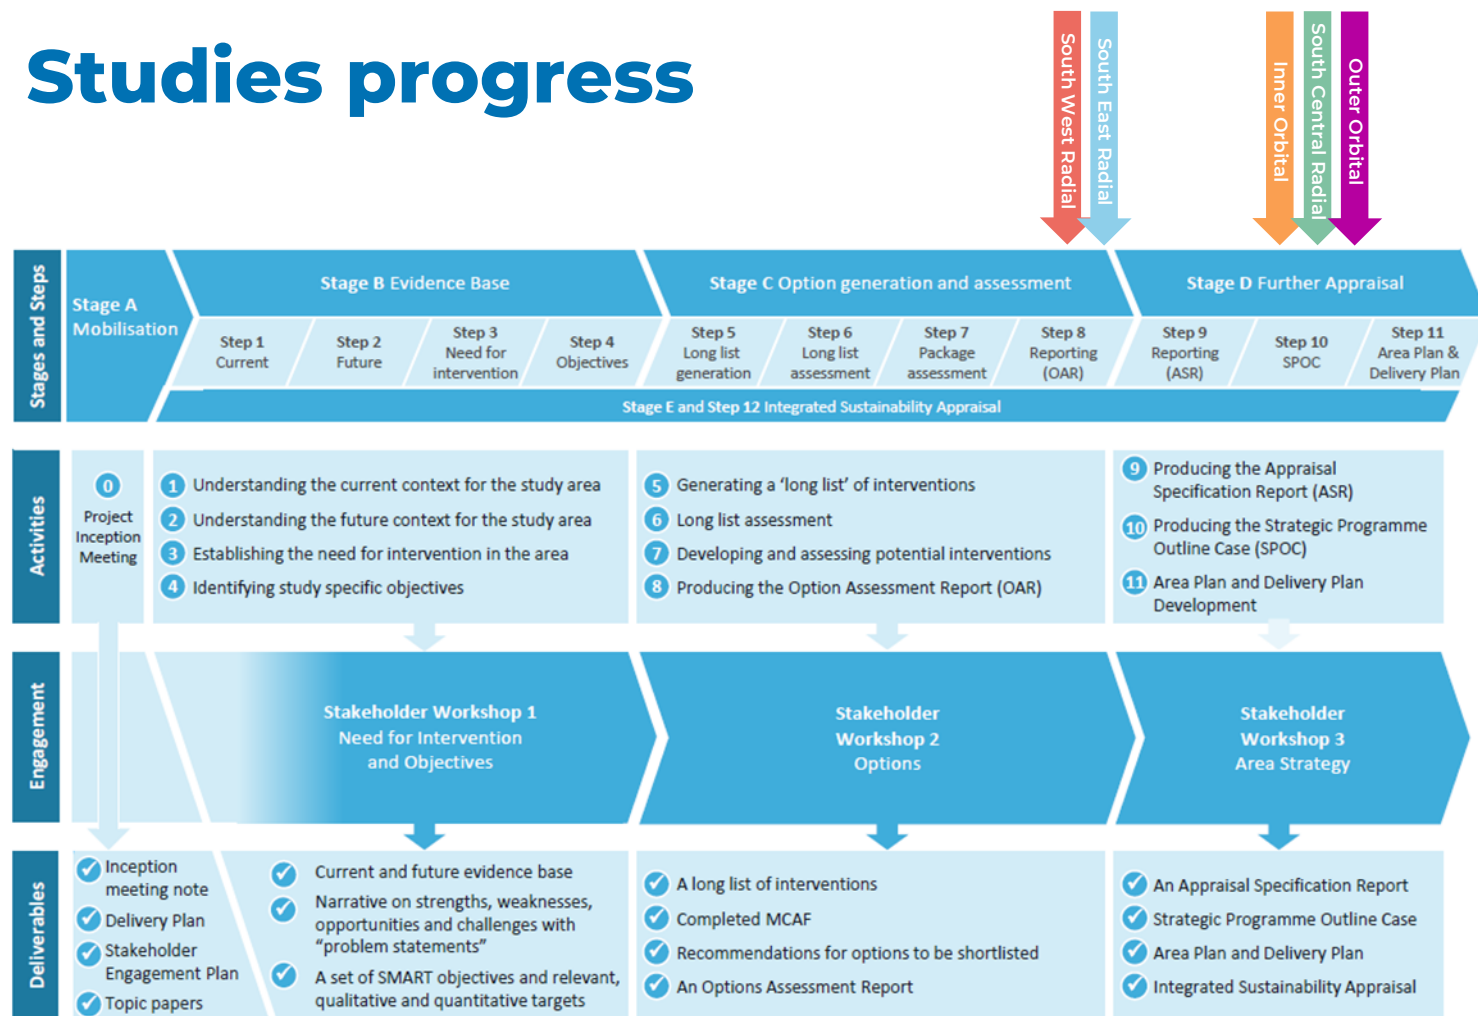 Studies progress
South West Radial
South East Radial
Inner Orbital
South Central Radial
Outer Orbital
Stages and Steps
Stage A
Mobilisation
Stage B Evidence Base
Stage C Option generation and assessment
Stage D Further Appraisal
Step 1
Current
Step 2
Future
Step 3
Need for
intervention
Step 4
Objectives
Step 5
Long list
generation
Step 6
Long list
assessment
Step 7
Package
assessment
Step 8
Reporting
(OAR)
Step 9
Reporting
(ASR)
Step 10
SPOC
Step 11
Area Plan &
Delivery Plan
Stage E and Step 12 Integrated Sustainability Appraisal
Activities
0
Project
Inception
Meeting
1 Understanding the current context for the study area
2 Understanding the future context for the study area
3 Establishing the need for intervention in the area
4 Identifying study specific objectives
5 Generating a ‘long list’ of interventions
6 Long list assessment
7 Developing and assessing potential interventions
8 Producing the Option Assessment Report (OAR)
9 Producing the Appraisal
Specification Report (ASR)
10 Producing the Strategic Programme
Outline Case (SPOC)
11 Area Plan and Delivery Plan
Development
Engagement
Stakeholder Workshop 1
Need for Intervention
and Objectives
Stakeholder
Workshop 2
Options
Stakeholder
Workshop 3
Area Strategy
Deliverables
Inception
meeting note
Delivery Plan
Stakeholder
Engagement Plan
Topic papers
Current and future evidence base
Narrative on strengths, weaknesses,
opportunities and challenges with
“problem statements”
A set of SMART objectives and relevant,
qualitative and quantitative targets
A long list of interventions
Completed MCAF
Recommendations for options to be shortlisted
An Options Assessment Report
An Appraisal Specification Report
Strategic Programme Outline Case
Area Plan and Delivery Plan
Integrated Sustainability Appraisal